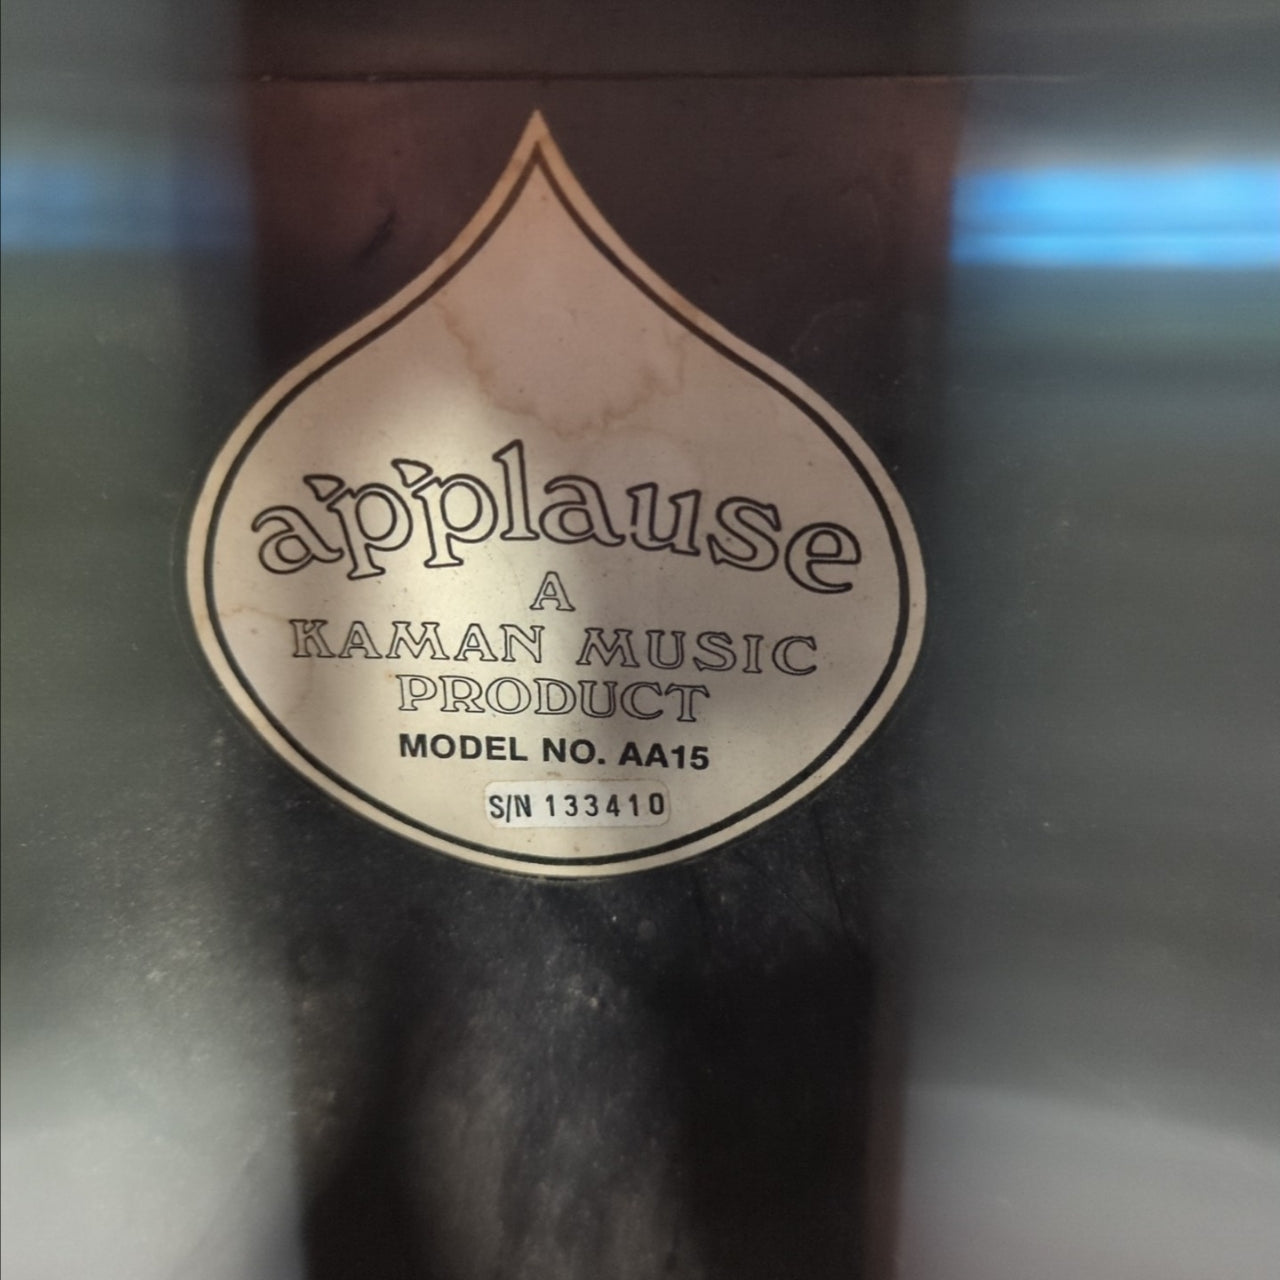 applause
A
KAMAN MUSIC
PRODUCT
MODEL NO. AA15
S/N 133410